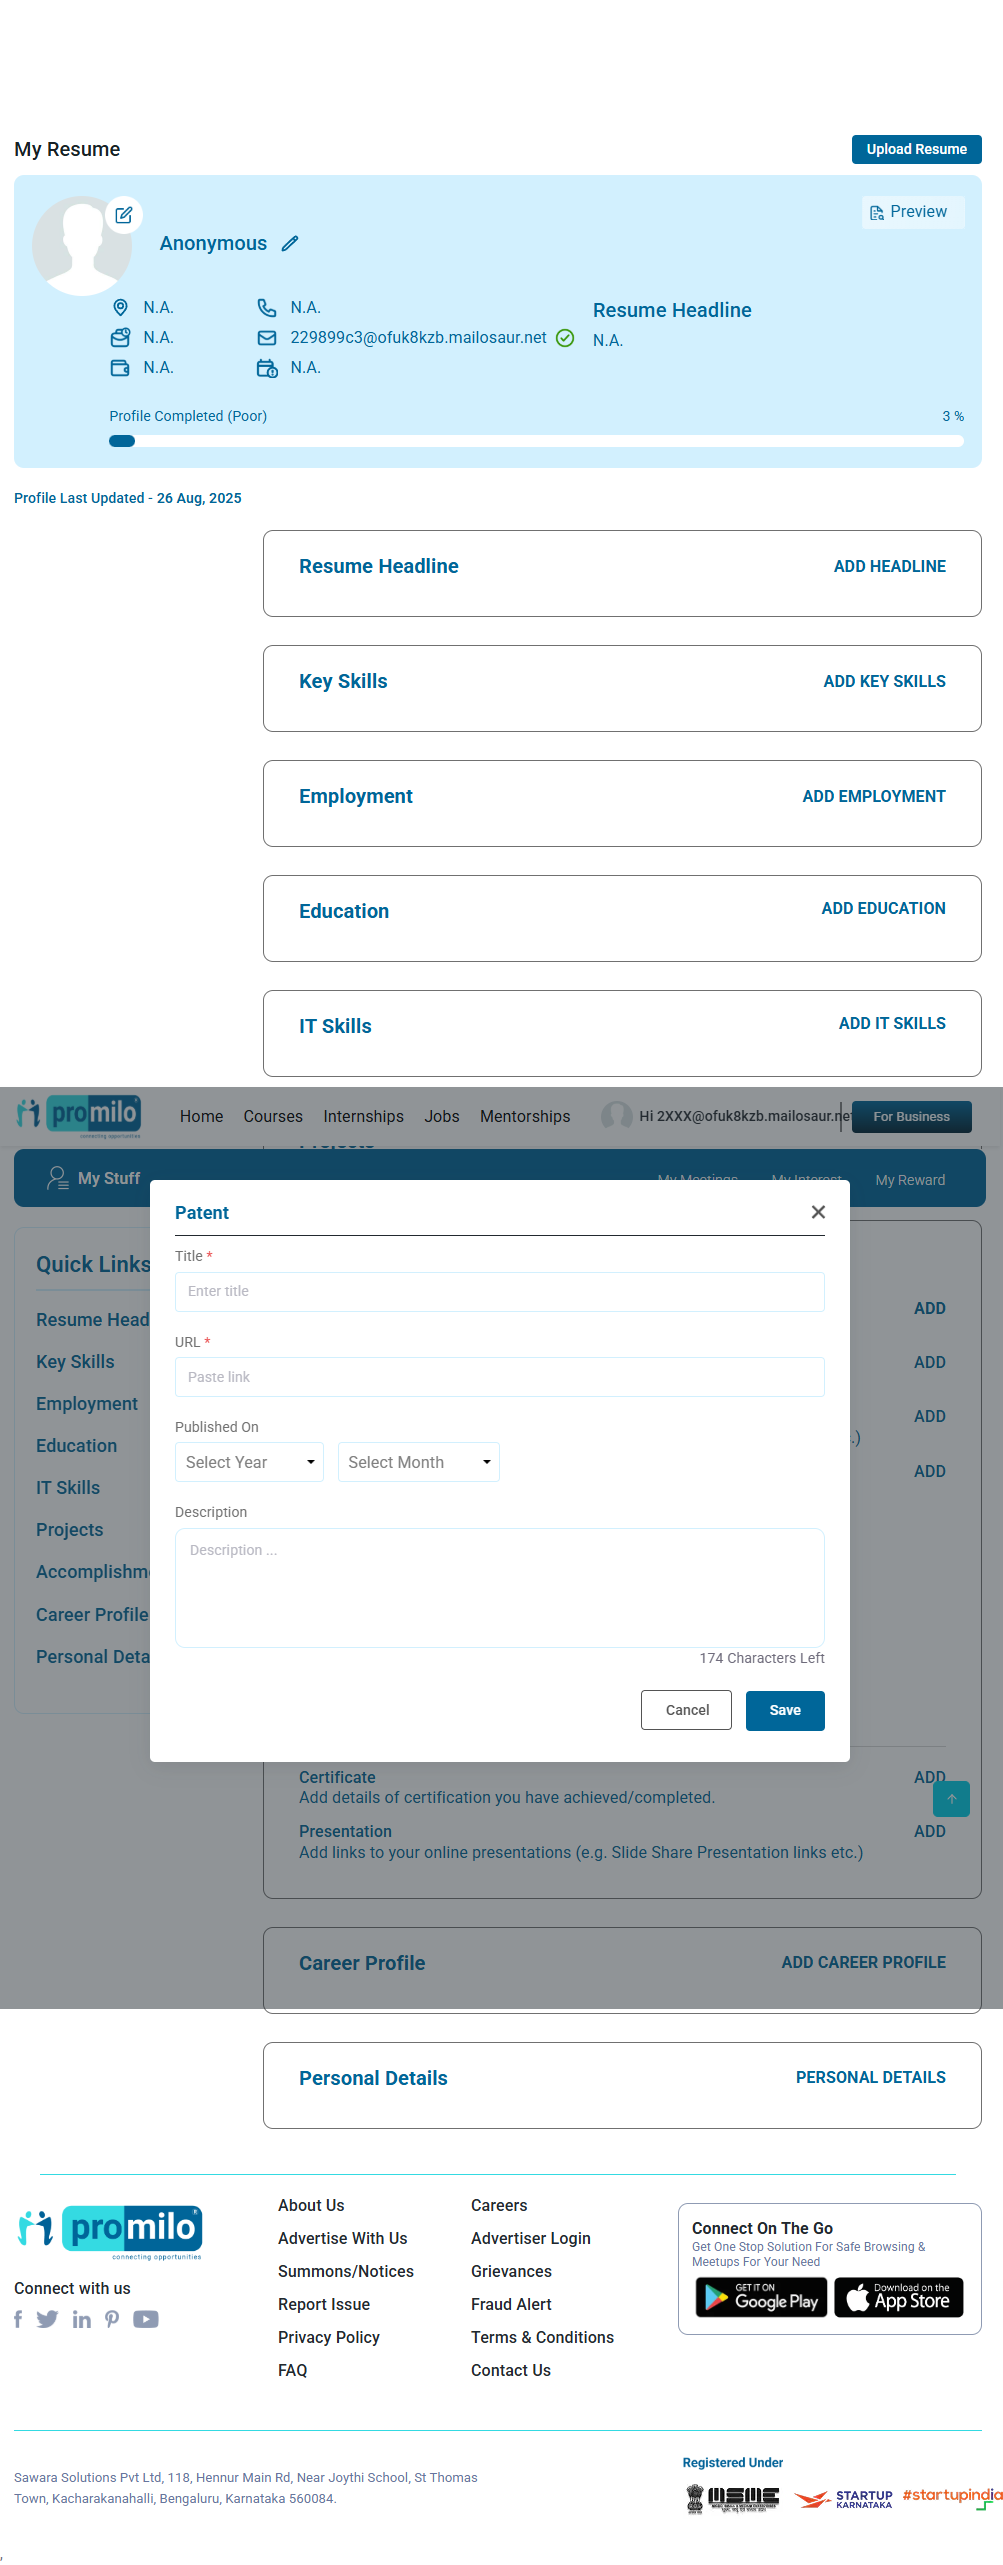 My Resume
Upload Resume
Preview
Anonymous
N.A.
N.A.
Resume Headline
N.A.
229899c3@ofuk8kzb.mailosaur.net
N.A.
N.A.
N.A.
Profile Completed (Poor)
3 %
Profile Last Updated - 26 Aug, 2025
Resume Headline
ADD HEADLINE
Key Skills
ADD KEY SKILLS
Employment
ADD EMPLOYMENT
Education
ADD EDUCATION
IT Skills
ADD IT SKILLS
promilo
connecting opportunities
Home
Courses
Internships
Jobs
Mentorships
Hi 2XXX@ofuk8kzb.mailosaur.net
For Business
Projects
My Stuff
My Meetings
My Interest
My Reward
Patent
Title *
Enter title
URL *
Paste link
Published On
Select Year
Select Month
Description
Description ...
174 Characters Left
Cancel
Save
Quick Links
Resume Head
Key Skills
Employment
Education
IT Skills
Projects
Accomplishm
Career Profile
Personal Deta
ADD
ADD
ADD
.)
ADD
Certificate
ADD
Add details of certification you have achieved/completed.
Presentation
ADD
Add links to your online presentations (e.g. Slide Share Presentation links etc.)
Career Profile
ADD CAREER PROFILE
Personal Details
PERSONAL DETAILS
promilo
connecting opportunities
Connect with us
About Us
Advertise With Us
Summons/Notices
Report Issue
Privacy Policy
FAQ
Careers
Advertiser Login
Grievances
Fraud Alert
Terms & Conditions
Contact Us
Connect On The Go
Get One Stop Solution For Safe Browsing &
Meetups For Your Need
GET IT ON
Google Play
Download on the
App Store
Sawara Solutions Pvt Ltd, 118, Hennur Main Rd, Near Joythi School, St Thomas
Town, Kacharakanahalli, Bengaluru, Karnataka 560084.
Registered Under
MSME
STARTUP
KARNATAKA
#startupindia
,